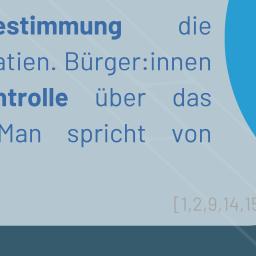 estimmung die
atien. Bürger:innen
ntrolle über das
Man spricht von
[1,2,9,14,15